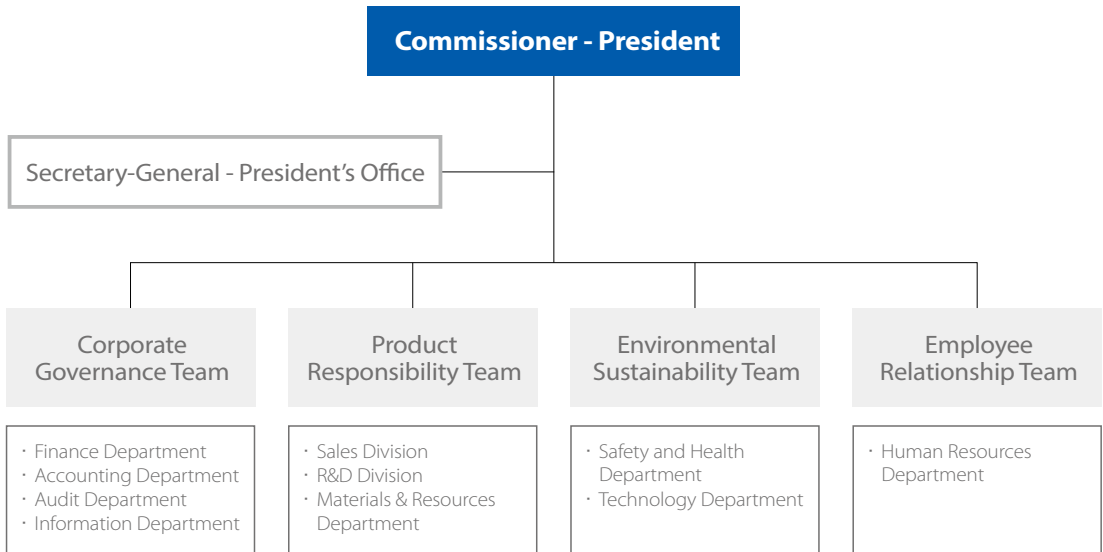 Commissioner - President
Secretary-General - President’s Office
Corporate
Governance Team
Product
Responsibility Team
Environmental
Sustainability Team
Employee
Relationship Team
· Finance Department
· Accounting Department
· Audit Department
· Information Department
· Sales Division
· R&D Division
· Materials & Resources
Department
· Safety and Health
Department
· Technology Department
· Human Resources
Department